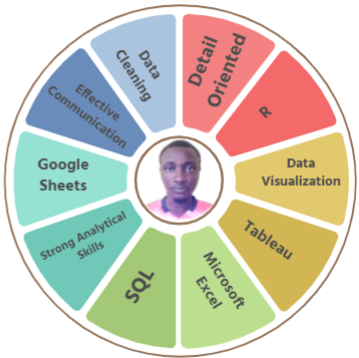 Detail
Oriented
R
Data
Visualization
Tableau
Microsoft
Excel
SQL
Strong Analytical
Skills
Google
Sheets
Effective
Communication
Data
Cleaning